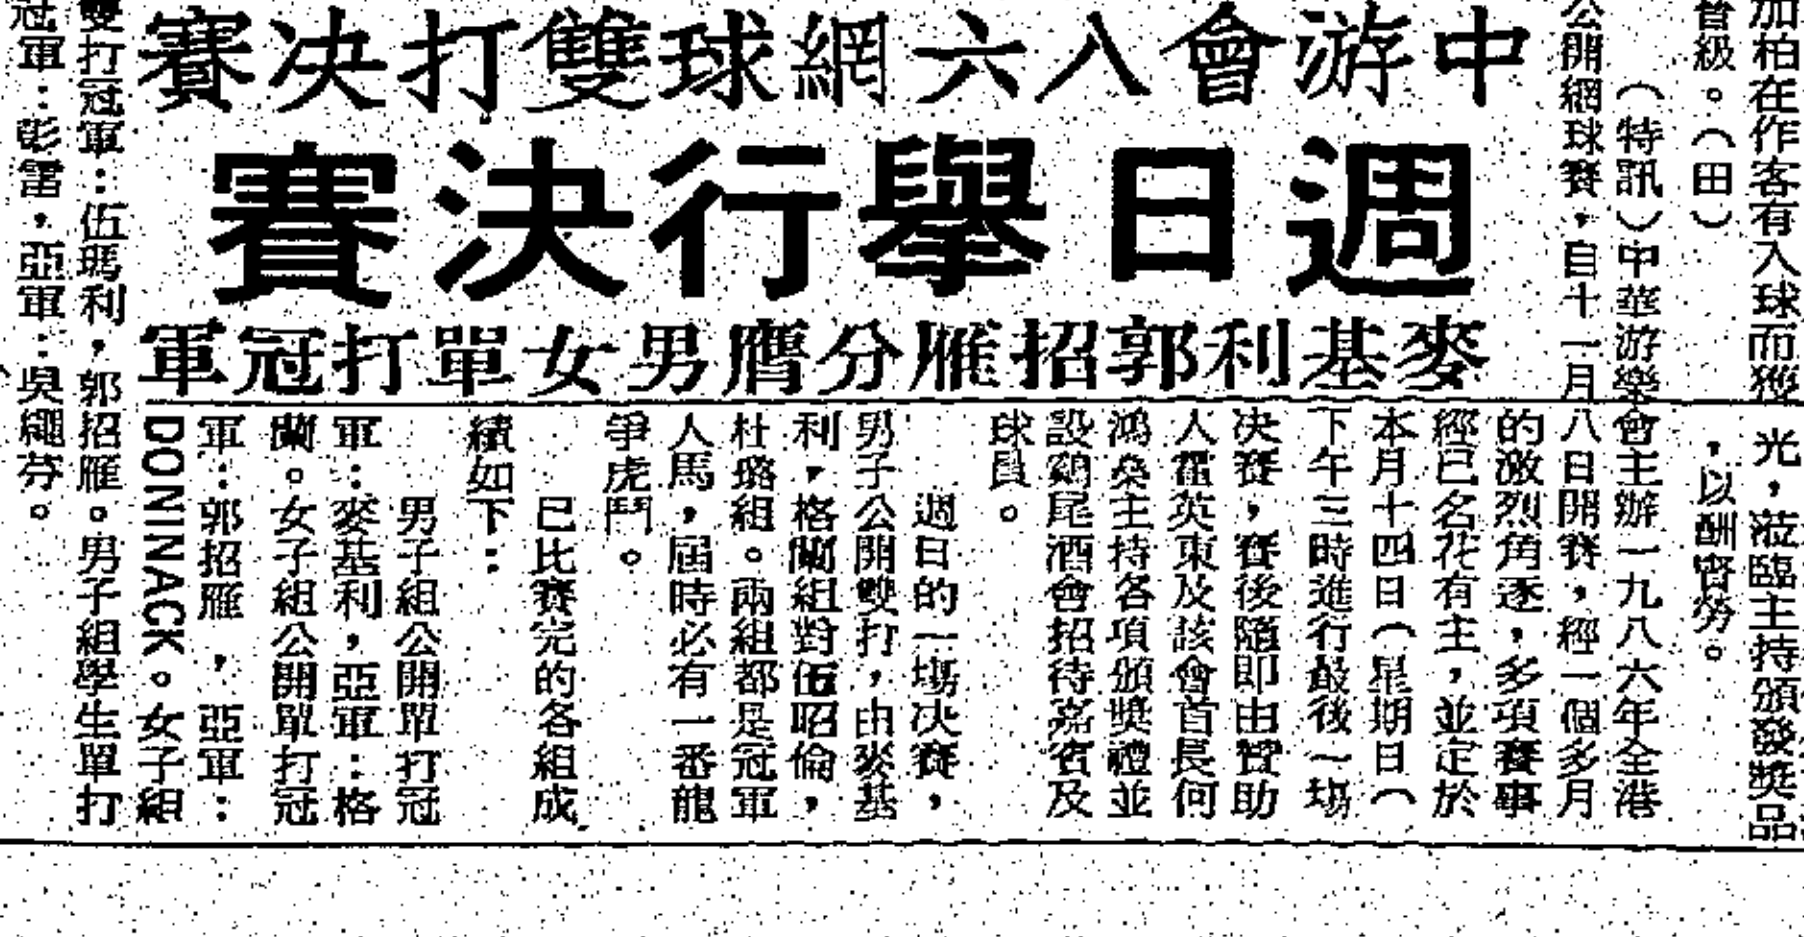 加柏在作客有入球而獲
晉級。(田)
光,蒞臨主持頒發獎品
,以酬賢勞。
中游會八六網球雙打决賽
週日舉行決賽
麥基利郭招雁分膺男女單打冠軍
(特訊)中華游樂會主辦一九八六年全港
公開網球賽,自十一月八日開賽,經一個多月
的激烈角逐,多項賽事
經已名花有主,並定於
本月十四日(星期日(
下午三時進行最後一場
决賽,賽後隨即由贊助
人霍英東及該會首長何
鴻燊主持各項頒獎禮並
設鷄尾酒會招待嘉賓及
球員。
週日的一場决賽,
男子公開雙打,由麥基
利,格蘭組對伍昭倫,
杜璐組。兩組都是冠軍
人馬,屆時必有一番龍
爭虎鬥。
已比賽完的各組成
績如下:
男子組公開單打冠
軍:麥基利,亞軍:格
蘭。女子組公開單打冠
軍:郭招雁,亞軍:
DONINACK。女子組
雙打冠軍:伍瑪利,郭招雁。男子組學生單打
冠軍:彭雷,亞軍:吳繩芬。